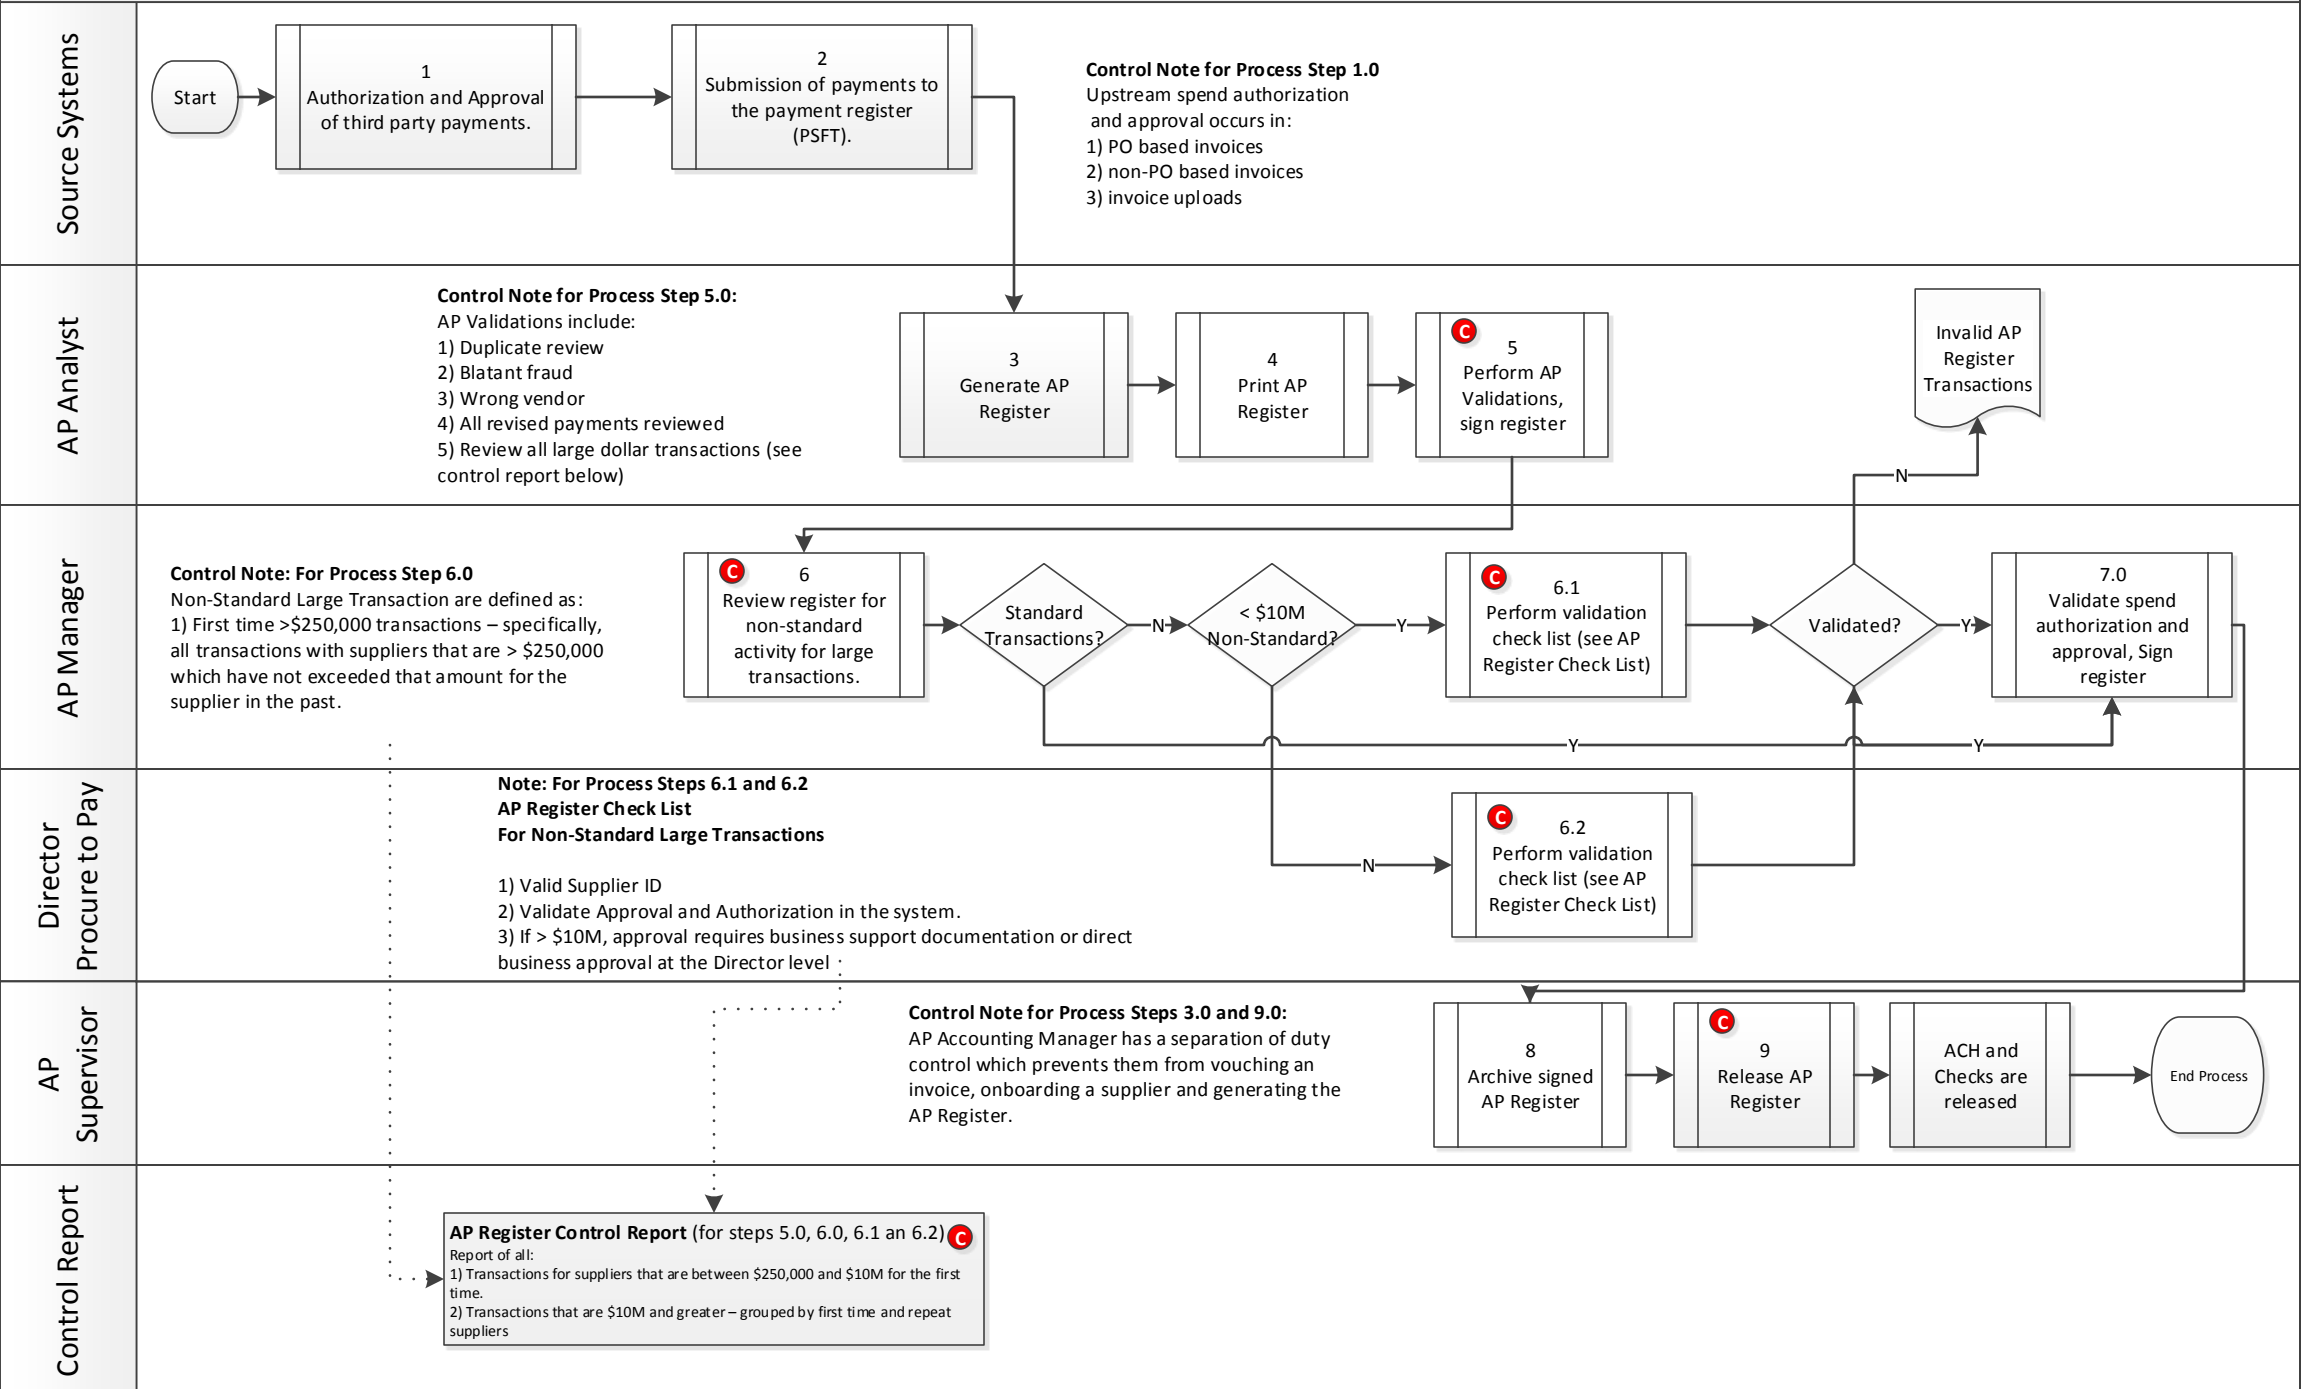 Source Systems
Start
1
Authorization and Approval
of third party payments.
2
Submission of payments to
the payment register
(PSFT).
Control Note for Process Step 1.0
Upstream spend authorization
and approval occurs in:
1) PO based invoices
2) non-PO based invoices
3) invoice uploads
AP Analyst
Control Note for Process Step 5.0:
AP Validations include:
1) Duplicate review
2) Blatant fraud
3) Wrong vendor
4) All revised payments reviewed
5) Review all large dollar transactions (see
control report below)
3
Generate AP
Register
4
Print AP
Register
C
5
Perform AP
Validations,
sign register
Invalid AP
Register
Transactions
N
AP Manager
Control Note: For Process Step 6.0
Non-Standard Large Transaction are defined as:
1) First time >$250,000 transactions – specifically,
all transactions with suppliers that are > $250,000
which have not exceeded that amount for the
supplier in the past.
C
6
Review register for
non-standard
activity for large
transactions.
Standard
Transactions?
N
< $10M
Non-Standard?
Y
C
6.1
Perform validation
check list (see AP
Register Check List)
Validated?
Y
7.0
Validate spend
authorization and
approval, Sign
register
Y
Y
Director
Procure to Pay
Note: For Process Steps 6.1 and 6.2
AP Register Check List
For Non-Standard Large Transactions
1) Valid Supplier ID
2) Validate Approval and Authorization in the system.
3) If > $10M, approval requires business support documentation or direct
business approval at the Director level
N
C
6.2
Perform validation
check list (see AP
Register Check List)
AP
Supervisor
Control Note for Process Steps 3.0 and 9.0:
AP Accounting Manager has a separation of duty
control which prevents them from vouching an
invoice, onboarding a supplier and generating the
AP Register.
8
Archive signed
AP Register
C
9
Release AP
Register
ACH and
Checks are
released
End Process
Control Report
AP Register Control Report (for steps 5.0, 6.0, 6.1 an 6.2)
C
Report of all:
1) Transactions for suppliers that are between $250,000 and $10M for the first
time.
2) Transactions that are $10M and greater – grouped by first time and repeat
suppliers